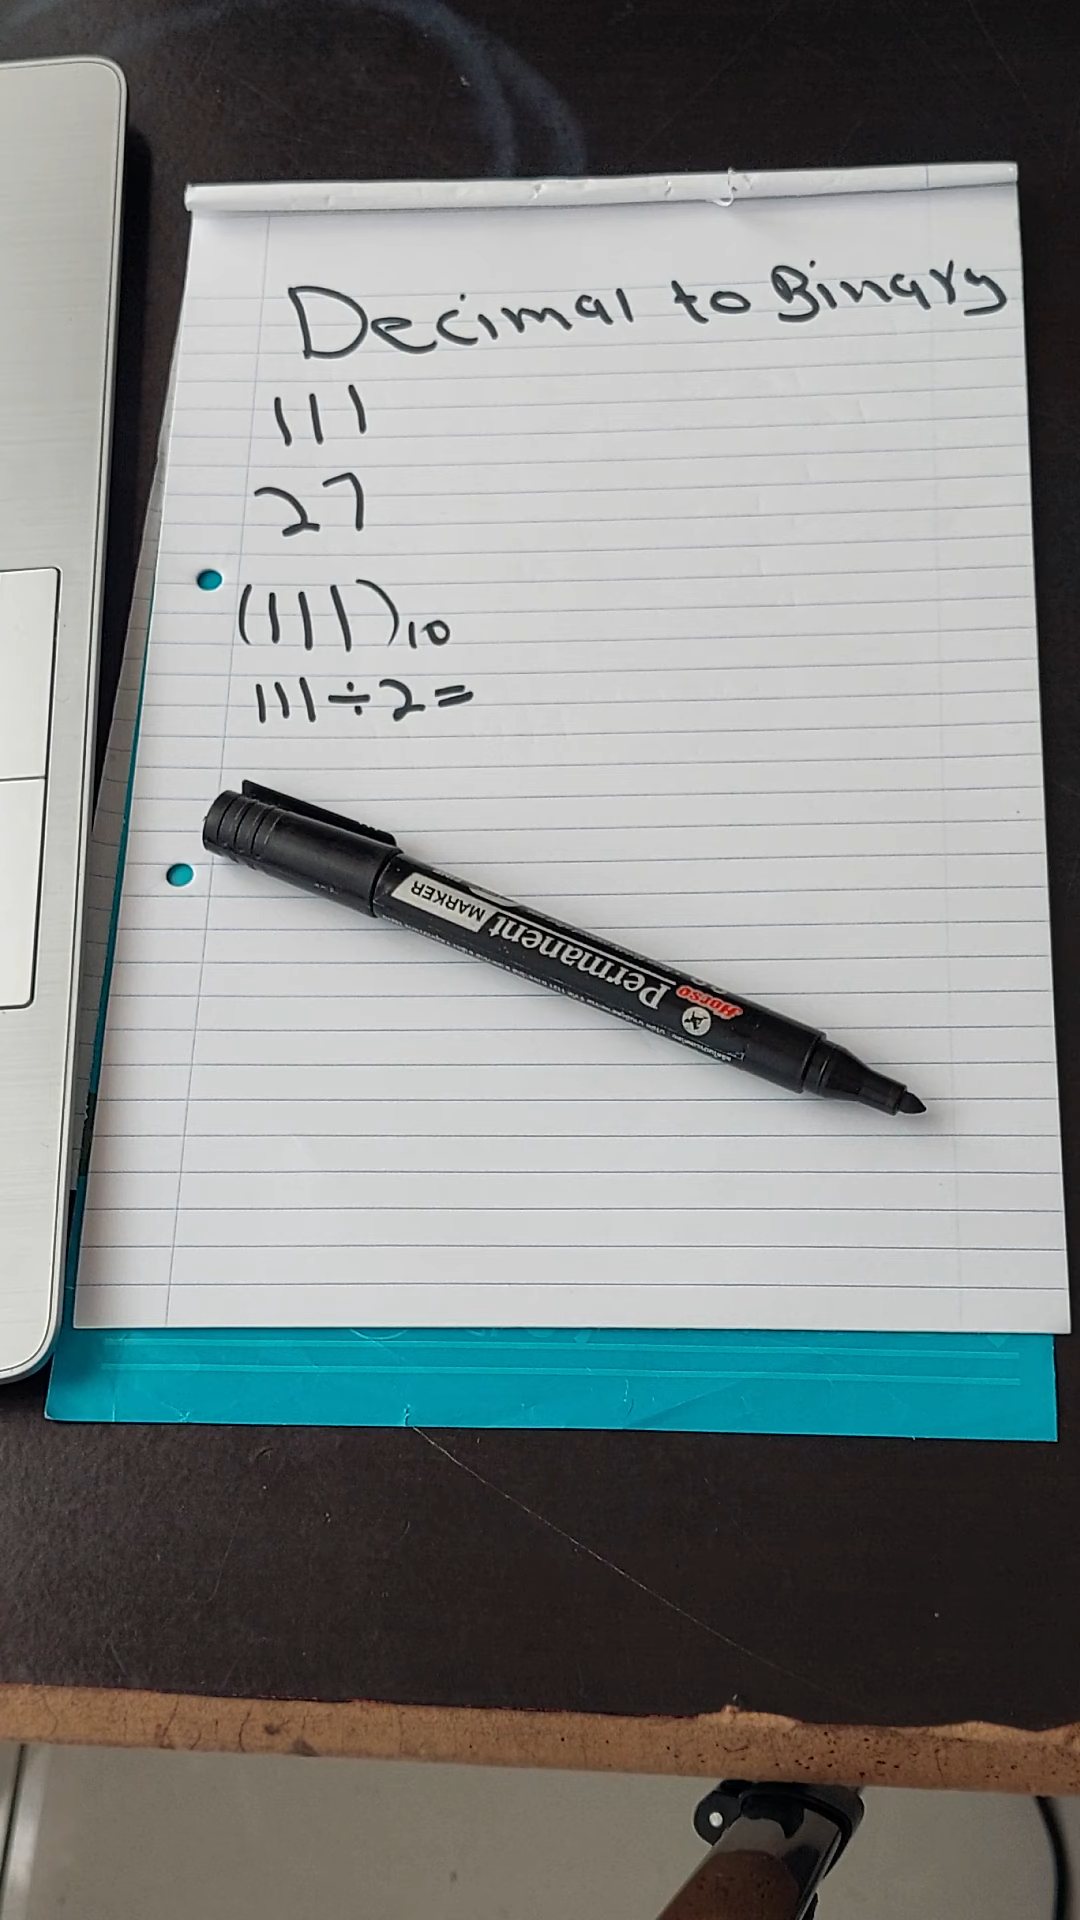 Decimal to Binary
111
27
(111)10
111÷2=
MARKER
Permanent
Horse